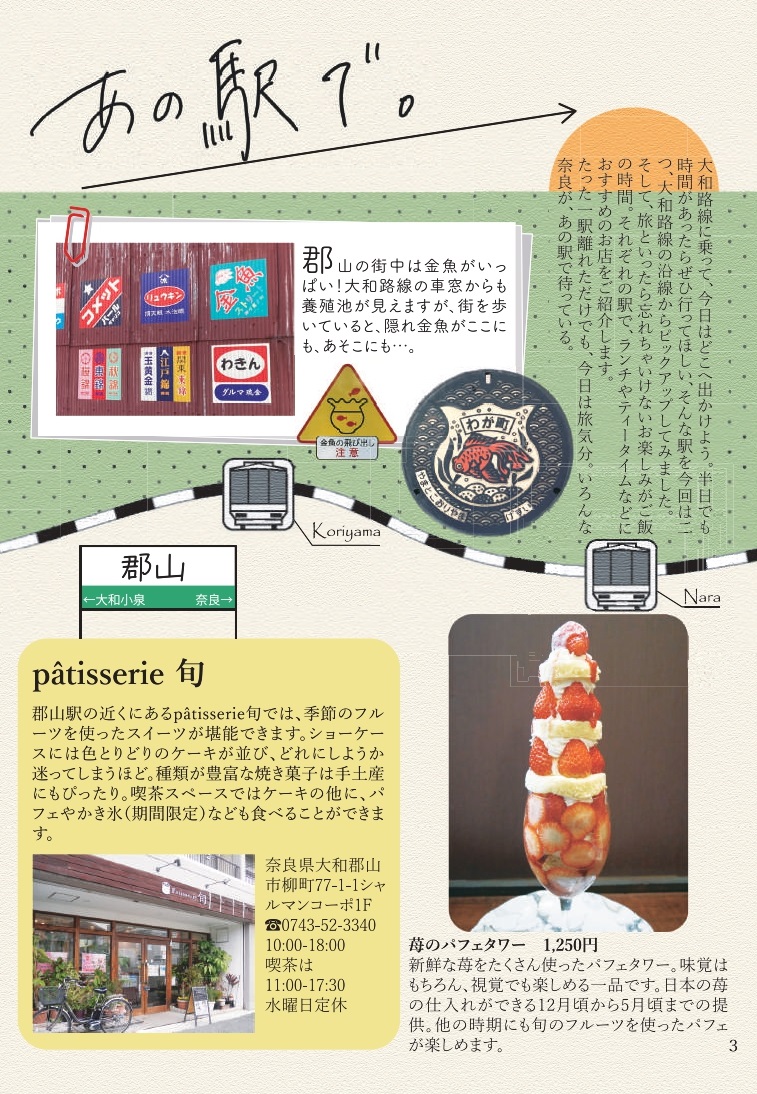 あの駅で。
大和路線に乗って、今日はどこへ出かけよう。半日でも
時間があったらぜひ行ってほしい、そんな駅を今回は二
つ、大和路線の沿線からピックアップしてみました。
そして、旅といったら忘れちゃいけないお楽しみがご飯
の時間。それぞれの駅で、ランチやティータイムなどに
おすすめのお店をご紹介します。
たった一駅離れただけでも、今日は旅気分。いろんな
奈良が、あの駅で待っている。
コメット
パール
リュウキン
金魚
わきん
ダルマ琉金
玉黄金
江戸錦
関東東錦
郡山の街中は金魚がいっ
ぱい！大和路線の車窓からも
養殖池が見えますが、街を歩
いていると、隠れ金魚がここに
も、あそこにも…。
金魚の飛び出し
注意
わが町
Koriyama
Nara
郡山
←大和小泉 奈良→
pâtisserie 旬
郡山駅の近くにあるpâtisserie旬では、季節のフル
ーツを使ったスイーツが堪能できます。ショーケー
スには色とりどりのケーキが並び、どれにしようか
迷ってしまうほど。種類が豊富な焼き菓子は手土産
にもぴったり。喫茶スペースではケーキの他に、パ
フェやかき氷（期間限定）なども食べることができま
す。
奈良県大和郡山
市柳町77-1-1シャ
ルマンコーポ1F
☎0743-52-3340
10:00-18:00
喫茶は
11:00-17:30
水曜日定休
苺のパフェタワー　1,250円
新鮮な苺をたくさん使ったパフェタワー。味覚は
もちろん、視覚でも楽しめる一品です。日本の苺
の仕入れができる12月頃から5月頃までの提
供。他の時期にも旬のフルーツを使ったパフェ
が楽しめます。
3